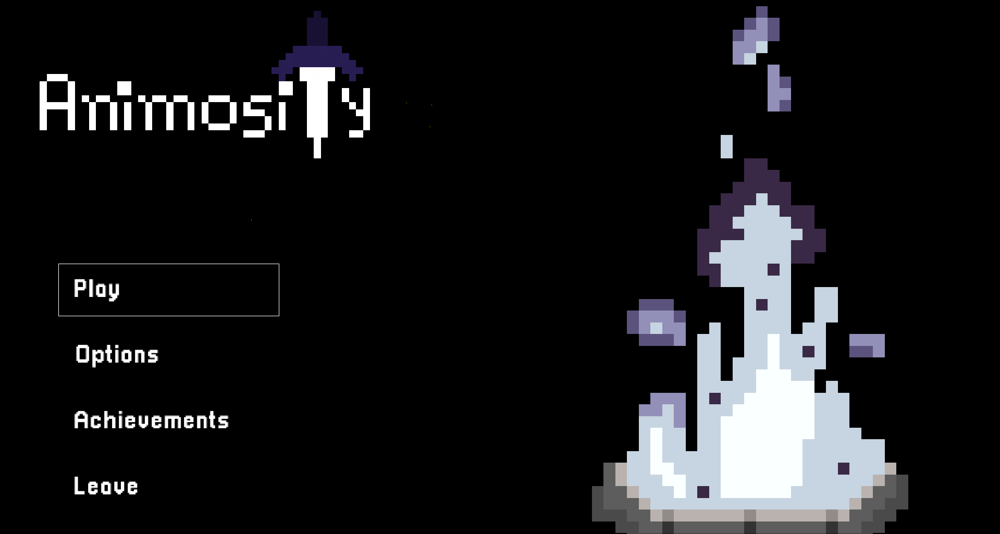 Animosity
Play
Options
Achievements
Leave